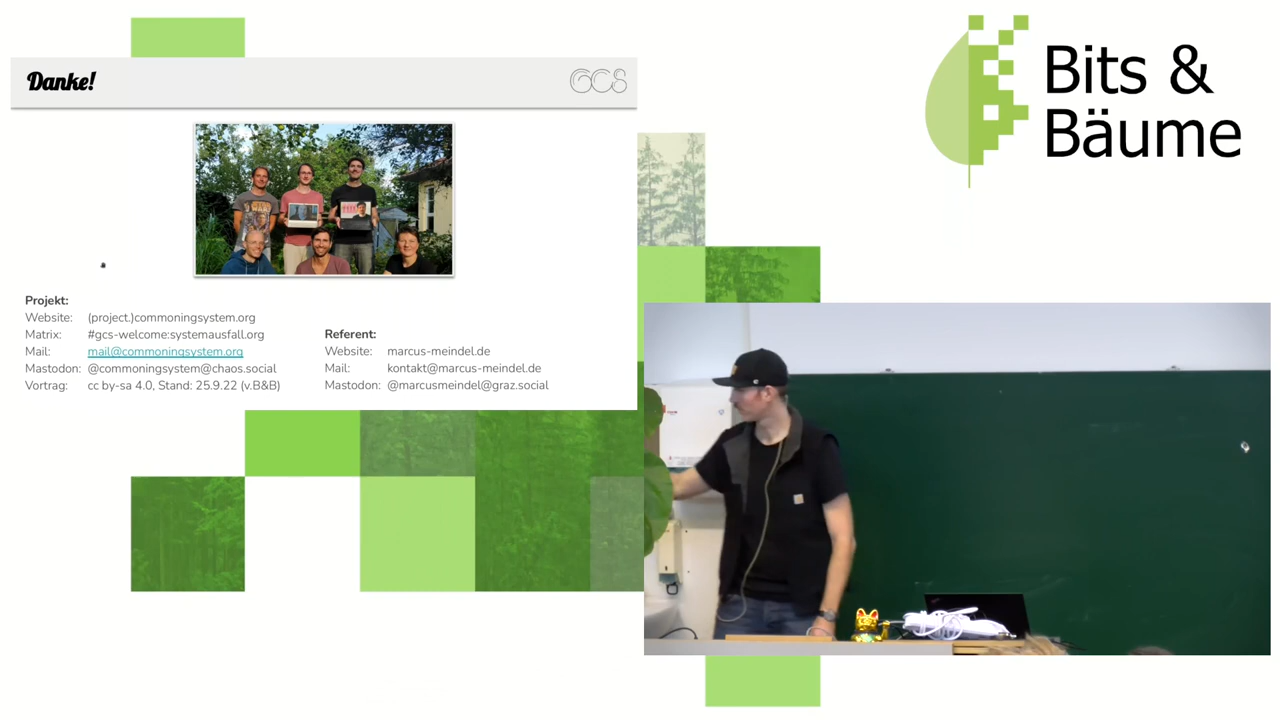 Danke!
GCS
Projekt:
Website: (project.)commoningsystem.org
Matrix: #gcs-welcome:systemausfall.org
Mail: mail@commoningsystem.org
Mastodon: @commoningsystem@chaos.social
Vortrag: cc by-sa 4.0, Stand: 25.9.22 (v.B&B)
Referent:
Website: marcus-meindel.de
Mail: kontakt@marcus-meindel.de
Mastodon: @marcusmeindel@graz.social
Bits &
Bäume